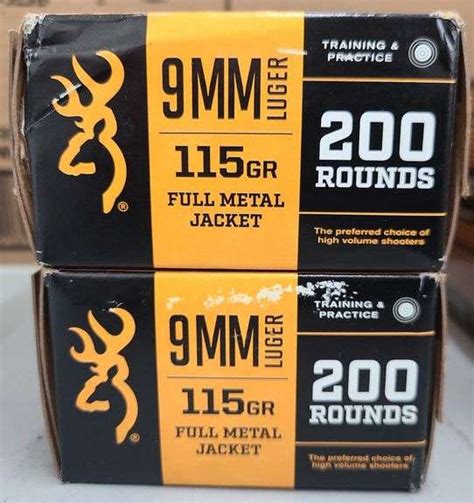 TRAINING &
PRACTICE
9MM LUGER
115GR
FULL METAL
JACKET
200
ROUNDS
The preferred choice of
high volume shooters
®
TRAINING &
PRACTICE
9MM LUGER
115GR
FULL METAL
JACKET
200
ROUNDS
The preferred choice of
high volume shooters
®